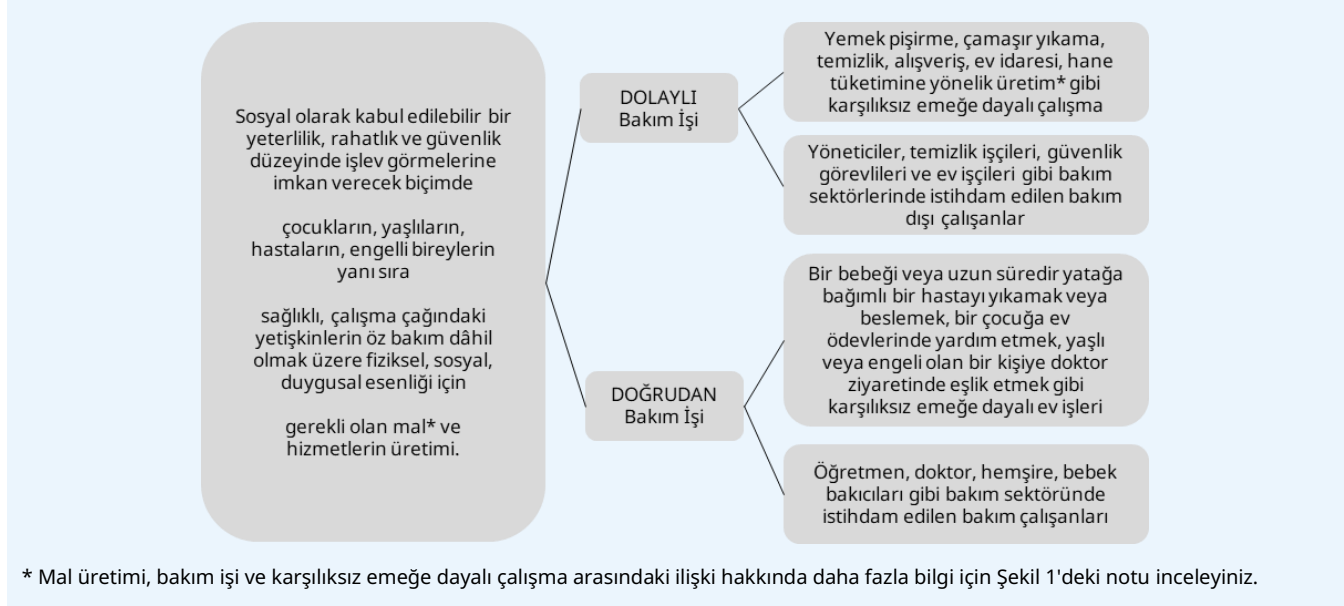 Sosyal olarak kabul edilebilir bir
yeterlilik, rahatlık ve güvenlik
düzeyinde işlev görmelerine
imkan verecek biçimde
çocukların, yaşlıların,
hastaların, engelli bireylerin
yanı sıra
sağlıklı, çalışma çağındaki
yetişkinlerin öz bakım dâhil
olmak üzere fiziksel, sosyal,
duygusal esenliği için
gerekli olan mal* ve
hizmetlerin üretimi.
DOLAYLI
Bakım İşi
Yemek pişirme, çamaşır yıkama,
temizlik, alışveriş, ev idaresi, hane
tüketimine yönelik üretim* gibi
karşılıksız emeğe dayalı çalışma
Yöneticiler, temizlik işçileri, güvenlik
görevlileri ve ev işçileri gibi bakım
sektörlerinde istihdam edilen bakım
dışı çalışanlar
DOĞRUDAN
Bakım İşi
Bir bebeği veya uzun süredir yatağa
bağımlı bir hastayı yıkamak veya
beslemek, bir çocuğa ev
ödevlerinde yardım etmek, yaşlı
veya engeli olan bir kişiye doktor
ziyaretinde eşlik etmek gibi
karşılıksız emeğe dayalı ev işleri
Öğretmen, doktor, hemşire, bebek
bakıcıları gibi bakım sektöründe
istihdam edilen bakım çalışanları
* Mal üretimi, bakım işi ve karşılıksız emeğe dayalı çalışma arasındaki ilişki hakkında daha fazla bilgi için Şekil 1'deki notu inceleyiniz.